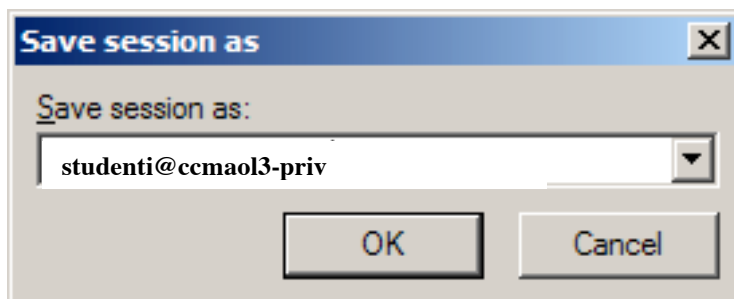 Save session as
Save session as:
studenti@ccmaol3-priv
OK Cancel